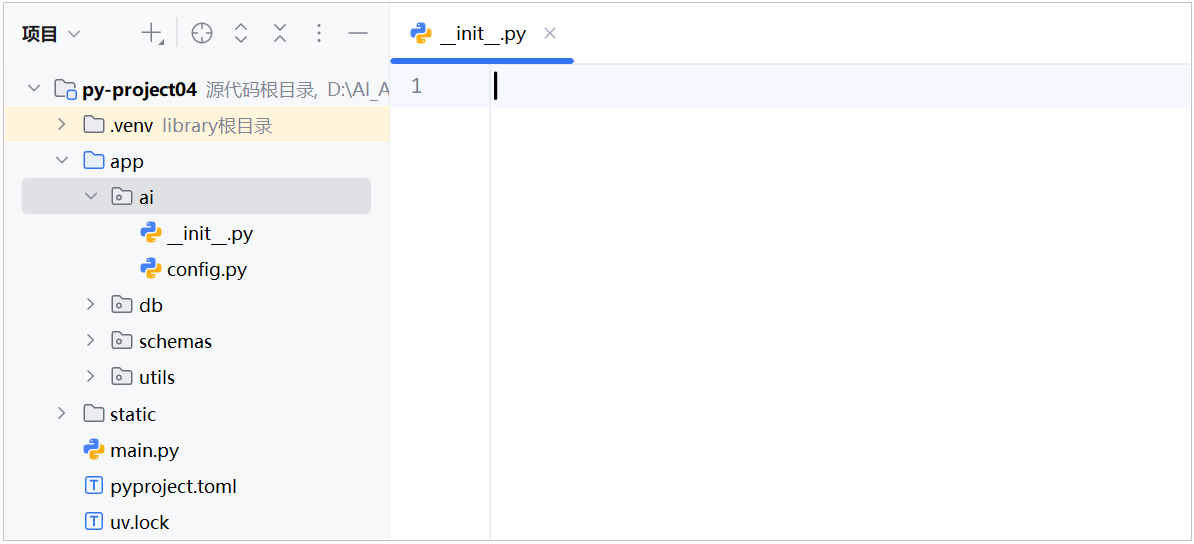 项目
__init__.py
1
py-project04 源代码根目录, D:\AI_A
.venv library根目录
app
ai
__init__.py
config.py
db
schemas
utils
static
main.py
pyproject.toml
uv.lock